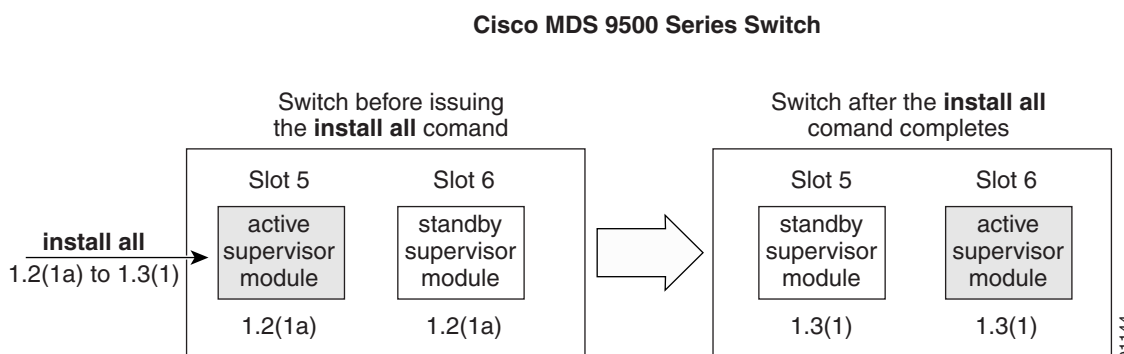 Cisco MDS 9500 Series Switch
Switch before issuing
the install all comand
Switch after the install all
comand completes
Slot 5
Slot 6
Slot 5
Slot 6
install all
1.2(1a) to 1.3(1)
active
supervisor
module
standby
supervisor
module
standby
supervisor
module
active
supervisor
module
1.2(1a)
1.2(1a)
1.3(1)
1.3(1)